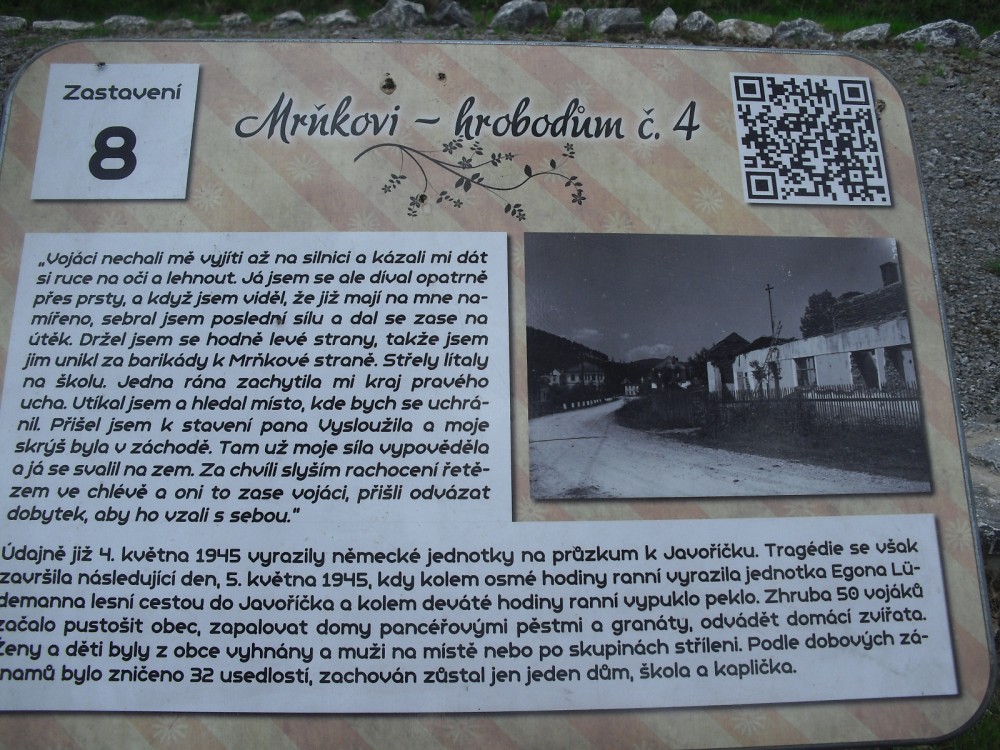 Zastavení
8
Mrňkovi – hrobodům č. 4
„Vojáci nechali mě vyjíti až na silnici a kázali mi dát
si ruce na oči a lehnout. Já jsem se ale díval opatrně
přes prsty, a když jsem viděl, že již mají na mne na-
mířeno, sebral jsem poslední sílu a dal se zase na
útěk. Držel jsem se hodně levé strany, takže jsem
jim unikl za barikády k Mrňkové straně. Střely lítaly
na školu. Jedna rána zachytila mi kraj pravého
ucha. Utíkal jsem a hledal místo, kde bych se uchrá-
nil. Přišel jsem k stavení pana Vysloužila a moje
skrýš byla v záchodě. Tam už moje síla vypověděla
a já se svalil na zem. Za chvíli slyším rachocení řetě-
zem ve chlévě a oni to zase vojáci, přišli odvázat
dobytek, aby ho vzali s sebou.“
Údajně již 4. května 1945 vyrazily německé jednotky na průzkum k Javoříčku. Tragédie se však
završila následující den, 5. května 1945, kdy kolem osmé hodiny ranní vyrazila jednotka Egona Lü-
demanna lesní cestou do Javoříčka a kolem deváté hodiny ranní vypuklo peklo. Zhruba 50 vojáků
začalo pustošit obec, zapalovat domy pancéřovými pěstmi a granáty, odvádět domácí zvířata.
Ženy a děti byly z obce vyhnány a muži na místě nebo po skupinách stříleni. Podle dobových zá-
namů bylo zničeno 32 usedlostí, zachován zůstal jen jeden dům, škola a kaplička.